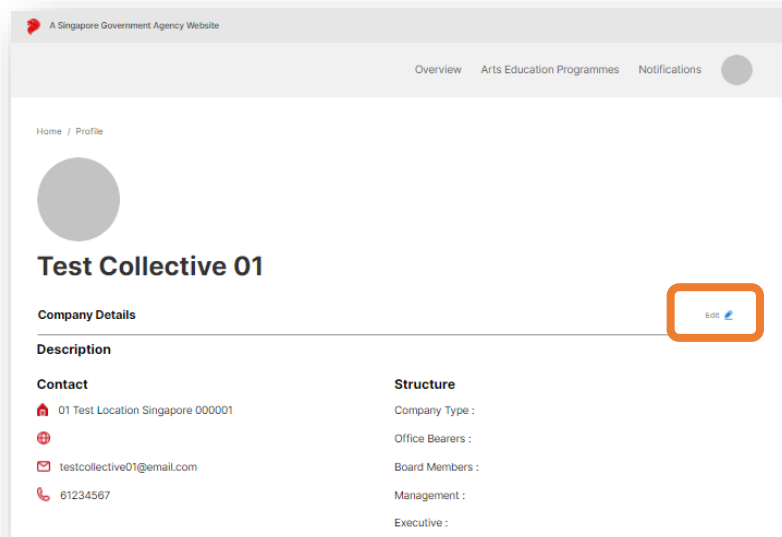 A Singapore Government Agency Website
Overview Arts Education Programmes Notifications
Home / Profile
Test Collective 01
Company Details Edit
Description
Contact Structure
01 Test Location Singapore 000001 Company Type :
Office Bearers :
testcollective01@email.com Board Members :
61234567 Management :
Executive :